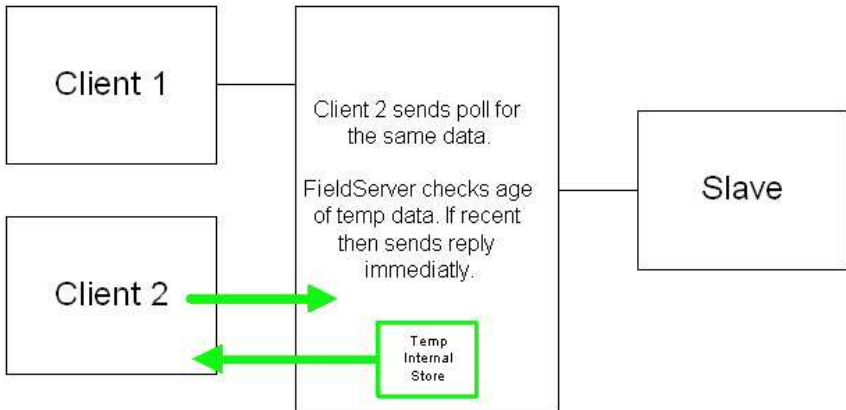 Client 1
Client 2 sends poll for
the same data.
FieldServer checks age
of temp data. If recent
then sends reply
immediatly.
Slave
Client 2
Temp
Internal
Store